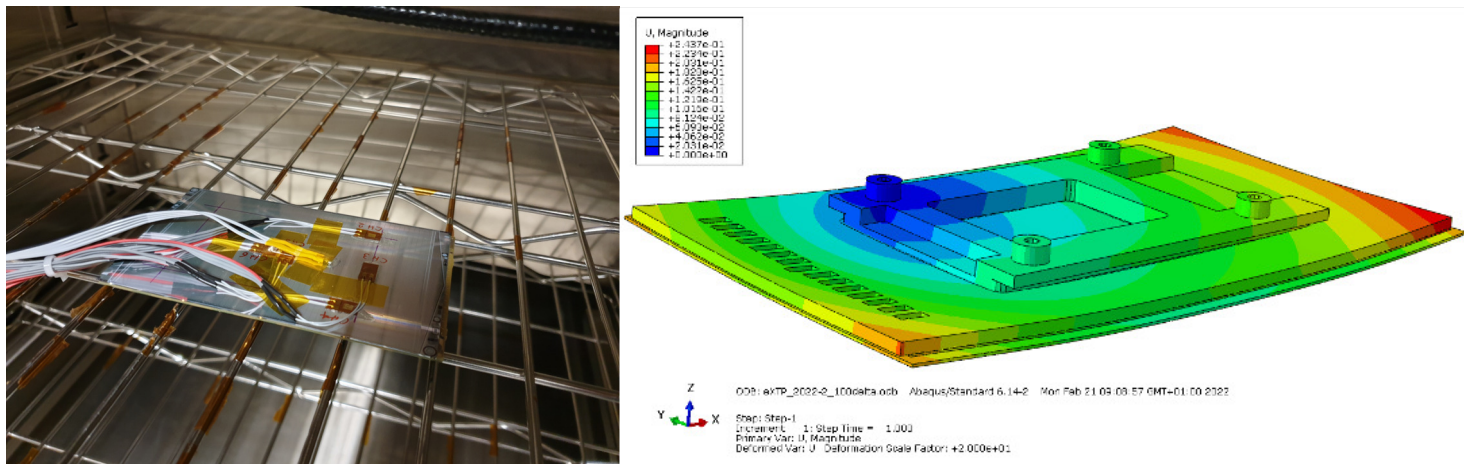 U, Magnitude
+2.437e-01
+2.234e-01
+2.031e-01
+1.828e-01
+1.625e-01
+1.422e-01
+1.219e-01
+1.016e-01
+8.124e-02
+6.093e-02
+4.062e-02
+2.031e-02
+0.000e+00
Z
Y
X
ODB: eXTP_2022-2_100delta.odb Abaqus/Standard 6.14-2 Mon Feb 21 09:08:57 GMT+01:00 2022
Step: Step-1
Increment 1: Step Time = 1.000
Primary Var: U, Magnitude
Deformed Var: U Deformation Scale Factor: +2.000e+01